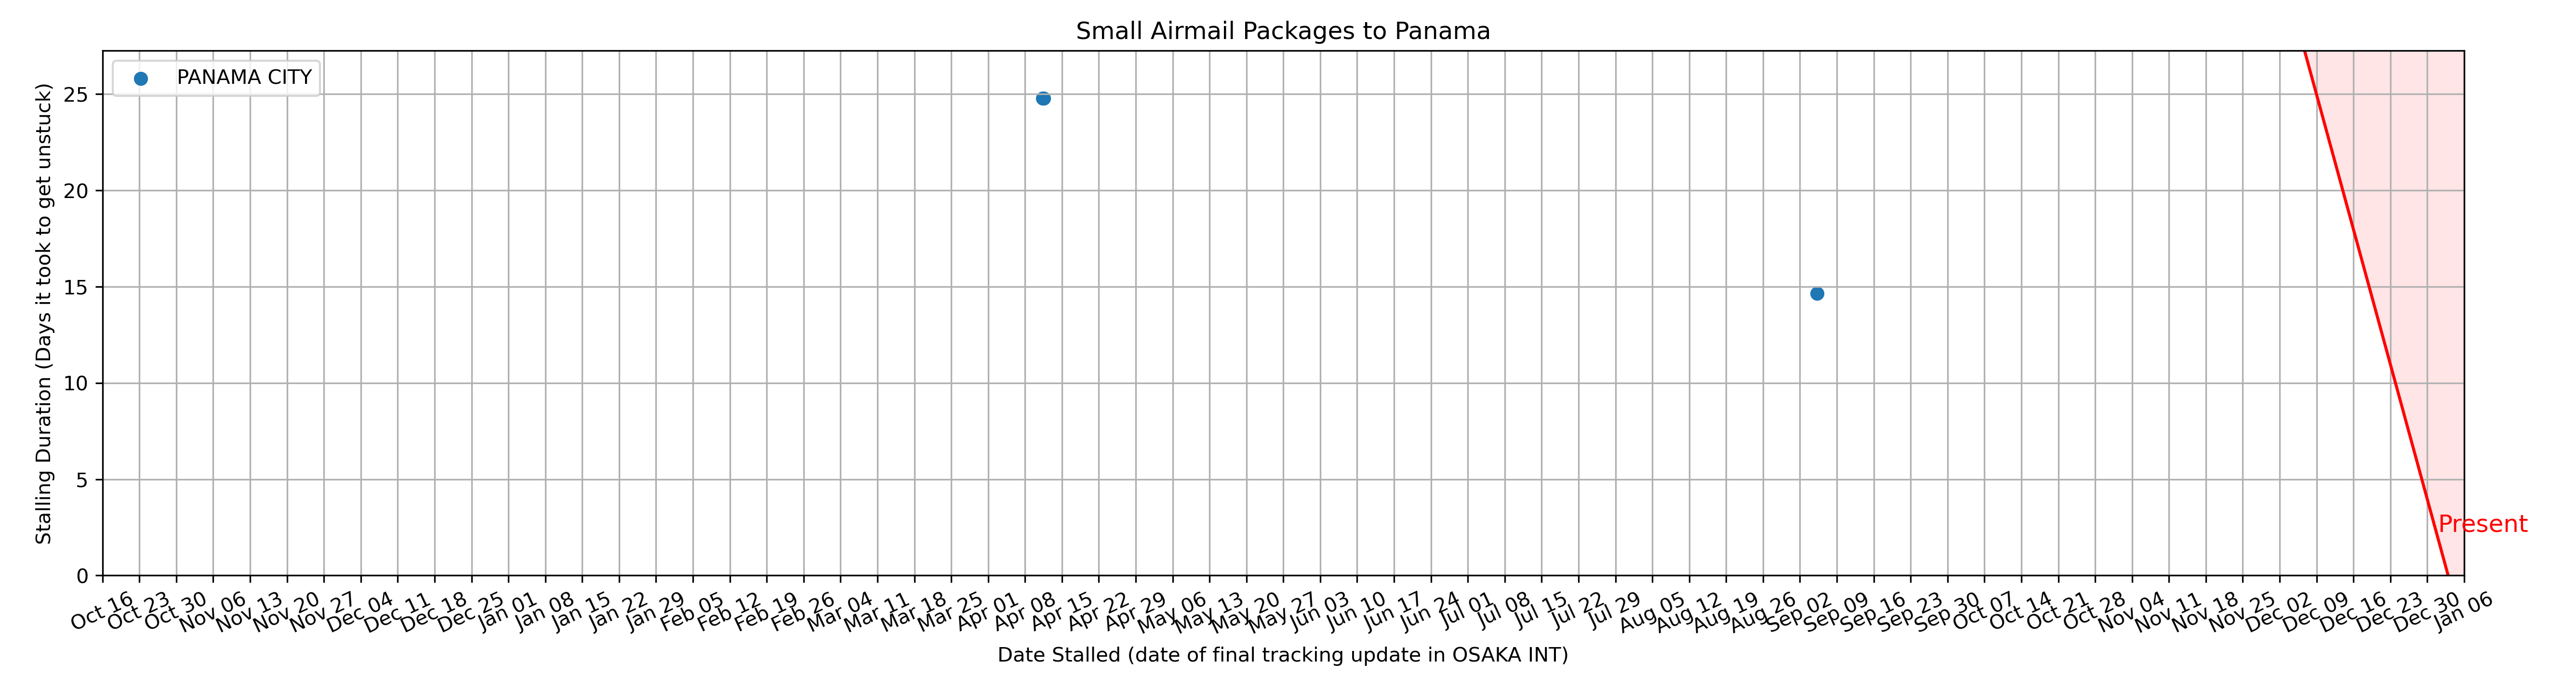 Small Airmail Packages to Panama
PANAMA CITY
Stalling Duration (Days it took to get unstuck)
25
20
15
10
5
0
Present
Oct 16
Oct 23
Oct 30
Nov 06
Nov 13
Nov 20
Nov 27
Dec 04
Dec 11
Dec 18
Dec 25
Jan 01
Jan 08
Jan 15
Jan 22
Jan 29
Feb 05
Feb 12
Feb 19
Feb 26
Mar 04
Mar 11
Mar 18
Mar 25
Apr 01
Apr 08
Apr 15
Apr 22
Apr 29
May 06
May 13
May 20
May 27
Jun 03
Jun 10
Jun 17
Jun 24
Jul 01
Jul 08
Jul 15
Jul 22
Jul 29
Aug 05
Aug 12
Aug 19
Aug 26
Sep 02
Sep 09
Sep 16
Sep 23
Sep 30
Oct 07
Oct 14
Oct 21
Oct 28
Nov 04
Nov 11
Nov 18
Nov 25
Dec 02
Dec 09
Dec 16
Dec 23
Dec 30
Jan 06
Date Stalled (date of final tracking update in OSAKA INT)